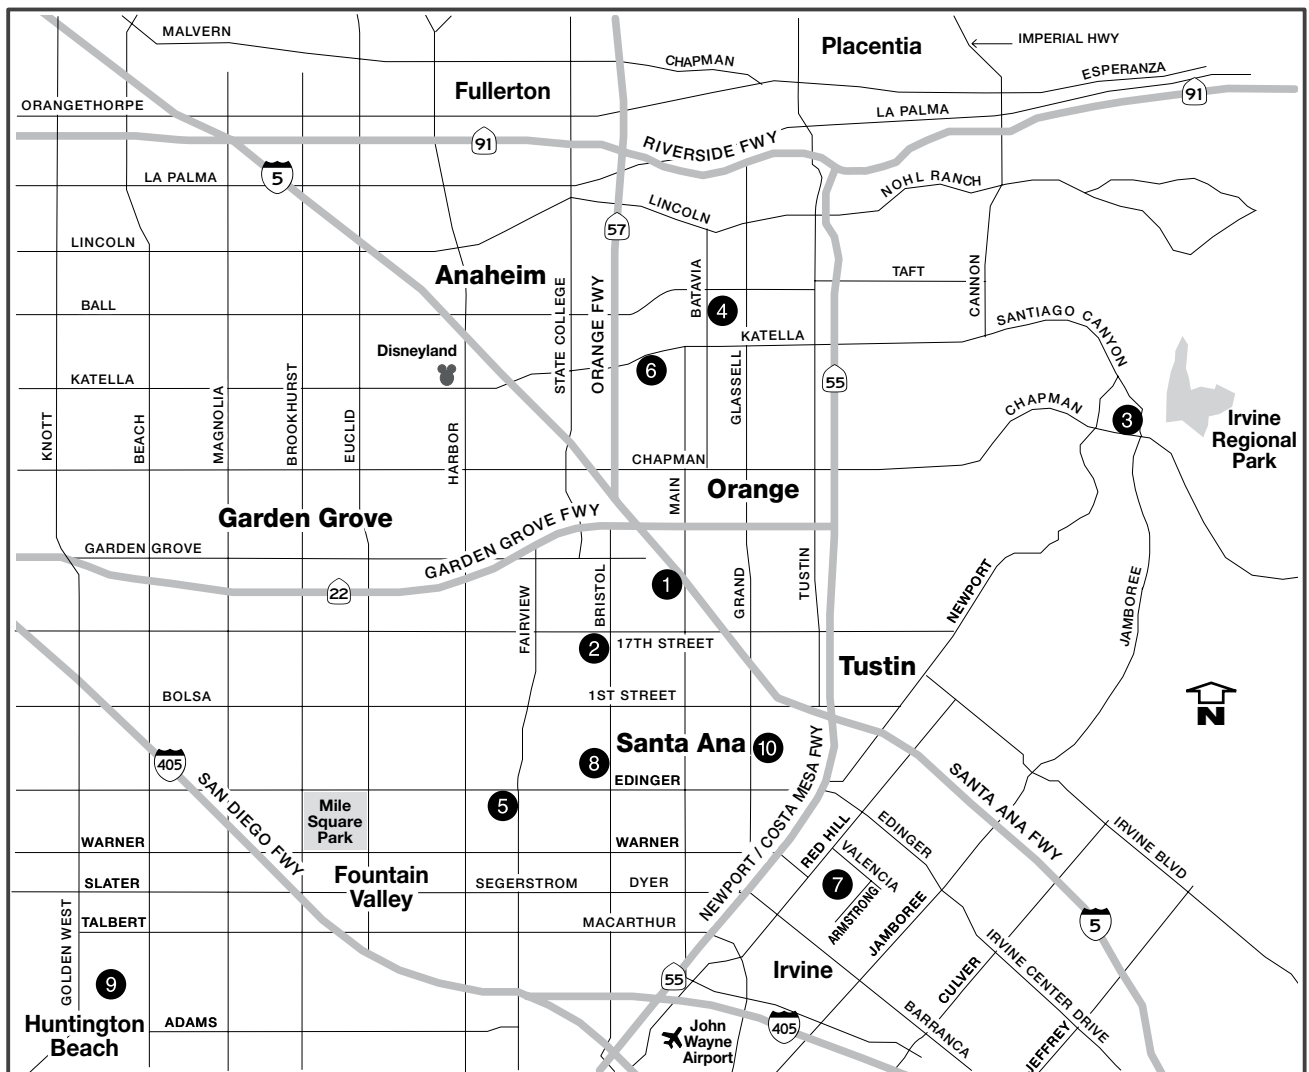 MALVERN
CHAPMAN
Placentia
IMPERIAL HWY
ESPERANZA
Fullerton
ORANGETHORPE
LA PALMA
91
91
RIVERSIDE FWY
5
LA PALMA
NOHL RANCH
LINCOLN
57
LINCOLN
Anaheim
TAFT
CANNON
BATAVIA
STATE COLLEGE
ORANGE FWY
BALL
4
SANTIAGO CANYON
KATELLA
Disneyland
KATELLA
6
GLASSELL
55
KNOTT
BEACH
MAGNOLIA
BROOKHURST
EUCLID
HARBOR
CHAPMAN
3
Irvine
Regional
Park
CHAPMAN
MAIN
Orange
Garden Grove
GARDEN GROVE
GARDEN GROVE FWY
22
FAIRVIEW
BRISTOL
1
GRAND
TUSTIN
NEWPORT
JAMBOREE
2
17TH STREET
Tustin
BOLSA
1ST STREET
N
Santa Ana
10
8
EDINGER
405
SAN DIEGO FWY
Mile
Square
Park
5
NEWPORT / COSTA MESA FWY
SANTA ANA FWY
IRVINE BLVD
WARNER
WARNER
RED HILL
EDINGER
VALENCIA
7
ARMSTRONG
JAMBOREE
Fountain
Valley
SLATER
SEGERSTROM
DYER
TALBERT
MACARTHUR
5
GOLDEN WEST
9
55
Irvine
CULVER
IRVINE CENTER DRIVE
Huntington
Beach
ADAMS
John
Wayne
Airport
405
BARRANCA
JEFFREY